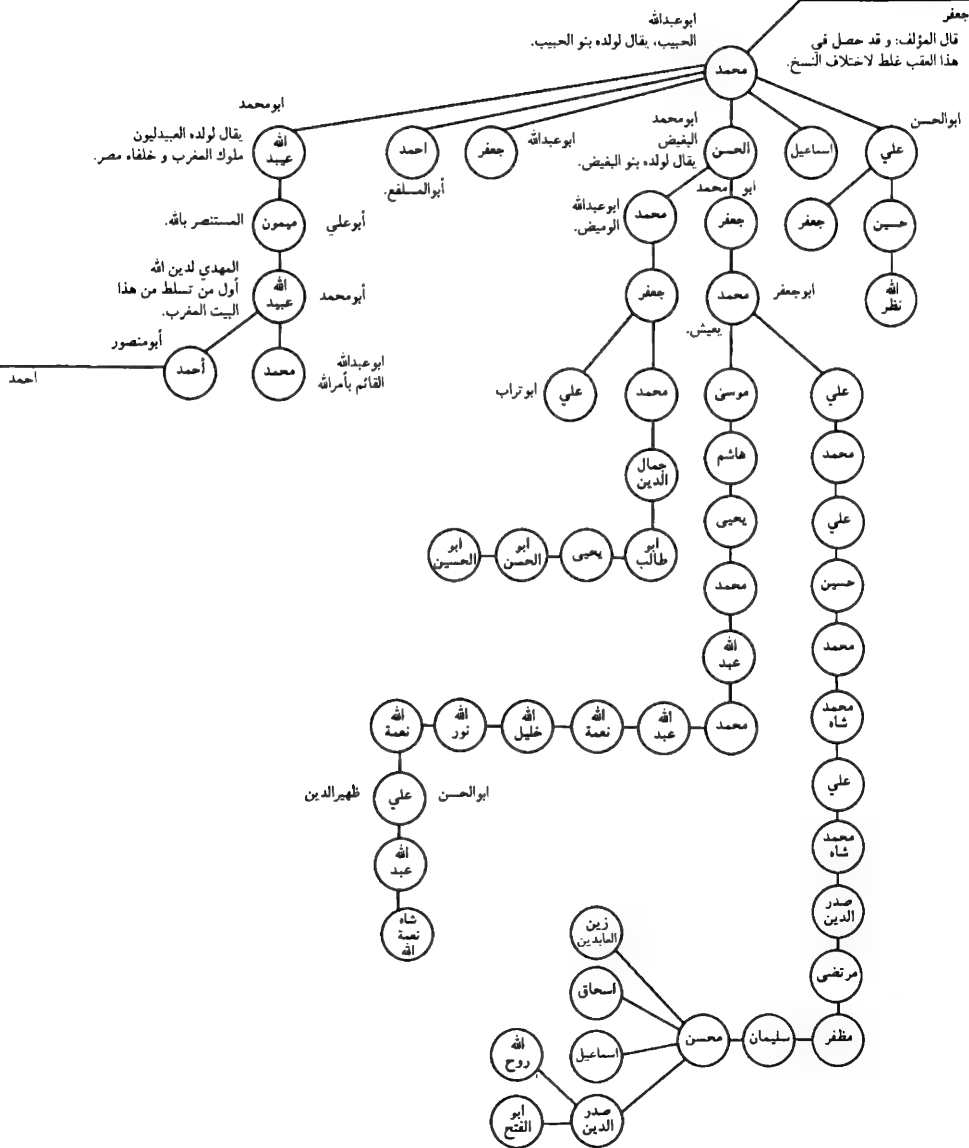 جعفر
قال المؤلف: و قد حصل في
هذا العقب غلط لاختلاف النسخ.
ابوعبدالله
الحبيب، يقال لولده بنو الحبيب.
محمد
ابوالحسن
علي
اسماعيل
ابومحمد
البغيض
يقال لولده بنو البغيض.
الحسن
ابوعبدالله
جعفر
احمد
أبوالمسلفع.
ابومحمد
يقال لولده العبيدليون
ملوك المغرب و خلفاء مصر.
الله
عبيد
حسين
جعفر
ابو محمد
جعفر
ابوعبدالله
الوميض.
محمد
أبوعلي
ميمون
المستنصر بالله.
الله
نظر
ابوجعفر
محمد
يعيش.
جعفر
أبومحمد
الله
عبيد
المهدي لدين الله
أول من تسلط من هذا
البيت المغرب.
أبومنصور
أحمد
احمد
ابوعبدالله
القائم بأمرالله
محمد
علي
موسىٰ
محمد
علي
ابوتراب
محمد
هاشم
جمال
الدين
علي
يحيى
ابو
طالب
يحيى
ابو
الحسن
ابو
الحسين
حسين
محمد
محمد
الله
عبد
محمد
شاه
محمد
الله
عبد
الله
نعمة
الله
خليل
الله
نور
الله
نعمة
علي
ابوالحسن
علي
ظهيرالدين
محمد
شاه
الله
عبد
صدر
الدين
شاه
نعمة
الله
زين
العابدين
مرتضى
اسحاق
مظفر
سليمان
محسن
اسماعيل
الله
روح
صدر
الدين
ابو
الفتح